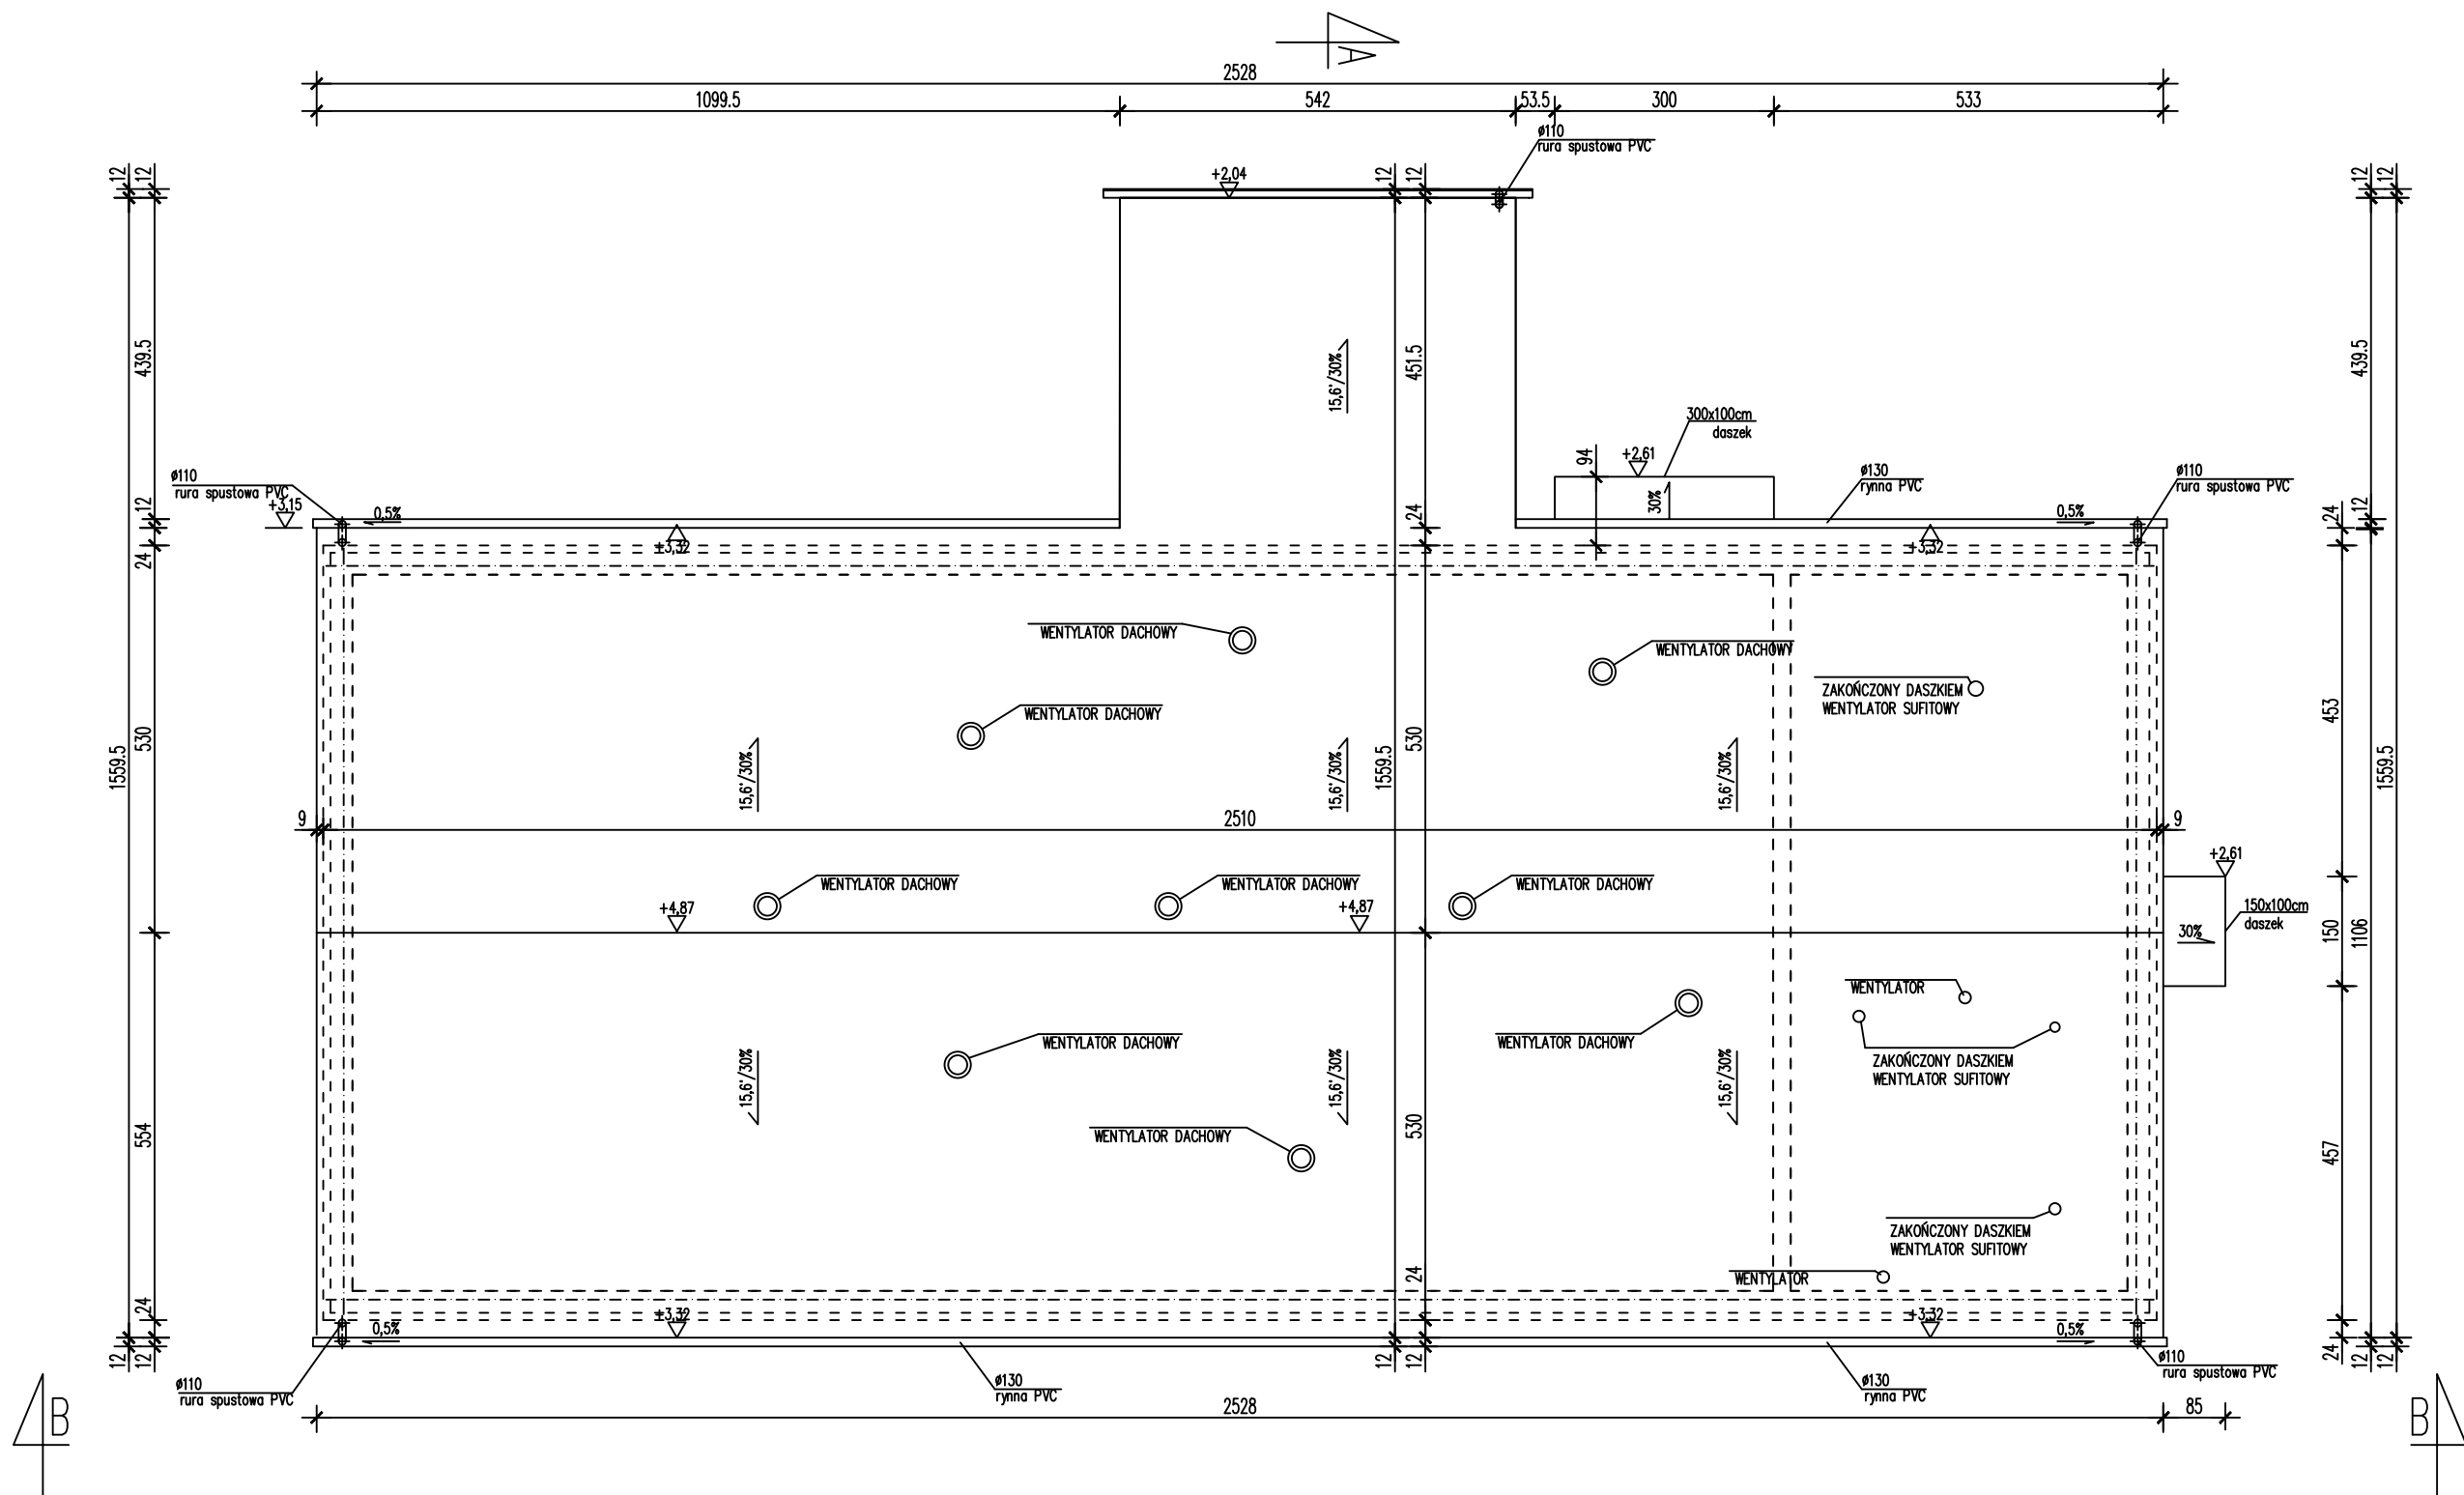 A
2528
1099.5
542
53.5
300
533
ø110
rura spustowa PVC
12
12
12
12
12
12
+2,04
439.5
451.5
439.5
15,6'/30%
300x100cm
daszek
94
+2,61
30%
ø110
rura spustowa PVC
+3,15
0,5%
ø130
rynna PVC
ø110
rura spustowa PVC
0,5%
12
24
24
24
12
+3,32
+3,32
WENTYLATOR DACHOWY
WENTYLATOR DACHOWY
ZAKOŃCZONY DASZKIEM
WENTYLATOR SUFITOWY
WENTYLATOR DACHOWY
1559.5
530
15,6'/30%
15,6'/30%
1559.5
530
15,6'/30%
453
1559.5
9
2510
9
+2,61
WENTYLATOR DACHOWY
WENTYLATOR DACHOWY
WENTYLATOR DACHOWY
+4,87
+4,87
150x100cm
daszek
30%
150
1106
WENTYLATOR
WENTYLATOR DACHOWY
WENTYLATOR DACHOWY
ZAKOŃCZONY DASZKIEM
WENTYLATOR SUFITOWY
15,6'/30%
15,6'/30%
15,6'/30%
554
530
457
WENTYLATOR DACHOWY
ZAKOŃCZONY DASZKIEM
WENTYLATOR SUFITOWY
WENTYLATOR
24
24
+3,32
+3,32
0,5%
0,5%
12
12
12
12
24
12
12
ø110
rura spustowa PVC
ø130
rynna PVC
ø130
rynna PVC
ø110
rura spustowa PVC
B
2528
85
B